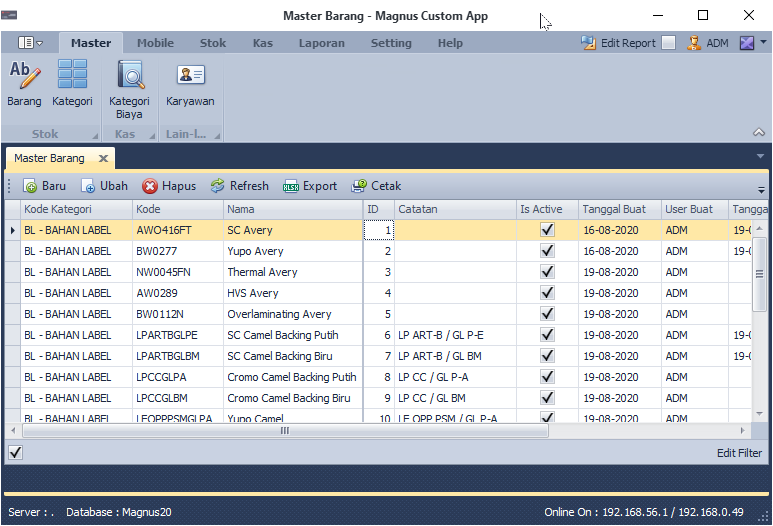 Master Barang - Magnus Custom App
Master Mobile Stok Kas Laporan Setting Help Edit Report ADM
Ab
Barang Kategori Kategori Biaya Karyawan
Stok Kas Lain-l...
Master Barang
Baru Ubah Hapus Refresh XLSX Export Cetak
Kode Kategori Kode Nama ID Catatan Is Active Tanggal Buat User Buat Tangga
BL - BAHAN LABEL AWO416FT SC Avery 1 16-08-2020 ADM 19-0
BL - BAHAN LABEL BW0277 Yupo Avery 2 16-08-2020 ADM 19-0
BL - BAHAN LABEL NW0045FN Thermal Avery 3 19-08-2020 ADM
BL - BAHAN LABEL AW0289 HVS Avery 4 19-08-2020 ADM
BL - BAHAN LABEL BW0112N Overlaminating Avery 5 19-08-2020 ADM
BL - BAHAN LABEL LPARTBGLPE SC Camel Backing Putih 6 LP ART-B / GL P-E 19-08-2020 ADM 19-0
BL - BAHAN LABEL LPARTBGLBM SC Camel Backing Biru 7 LP ART-B / GL BM 19-08-2020 ADM 19-0
BL - BAHAN LABEL LPCCGLPA Cromo Camel Backing Putih 8 LP CC / GL P-A 19-08-2020 ADM
BL - BAHAN LABEL LPCCGLBM Cromo Camel Backing Biru 9 LP CC / GL BM 19-08-2020 ADM
BL - BAHAN LABEL LEOPPPSMGLPA Yupo Camel 10 LE OPP PSM / GL P-A 19-08-2020 ADM
Edit Filter
Server : . Database : Magnus20 Online On : 192.168.56.1 / 192.168.0.49